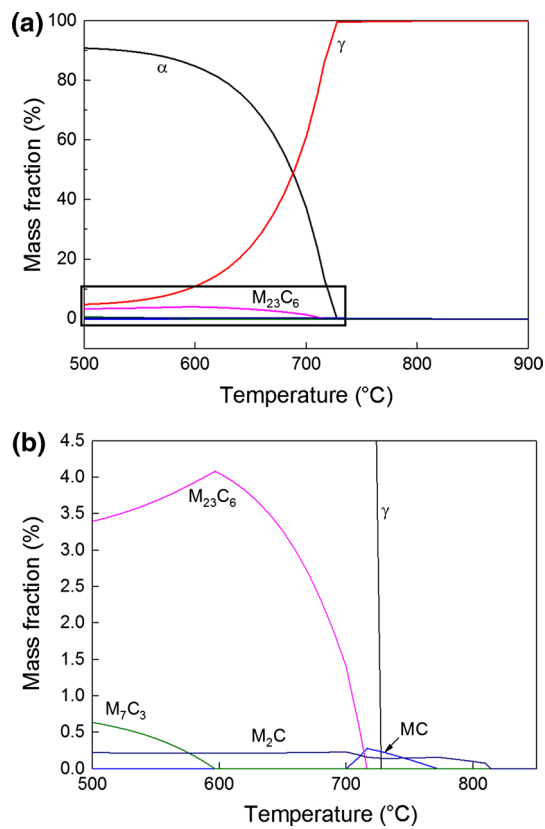 (a)
100
80
60
40
20
0
Mass fraction (%)
α
γ
M23C6
500 600 700 800 900
Temperature (°C)
(b)
4.5
4.0
3.5
3.0
2.5
2.0
1.5
1.0
0.5
0.0
Mass fraction (%)
M23C6
γ
M7C3
M2C
MC
500 600 700 800
Temperature (°C)